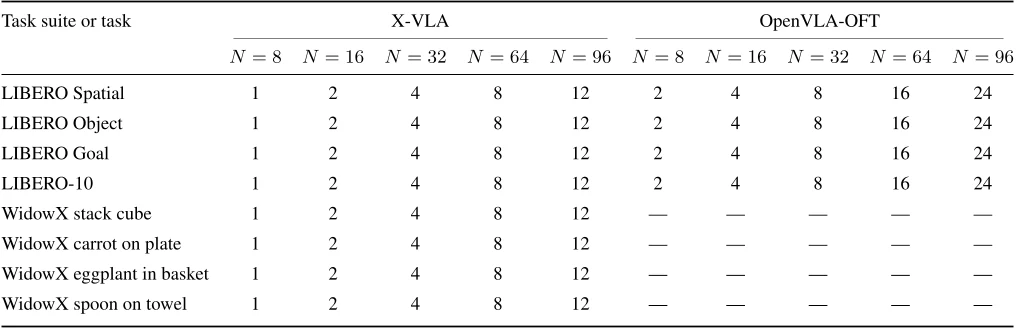 Task suite or task X-VLA OpenVLA-OFT
N = 8 N = 16 N = 32 N = 64 N = 96 N = 8 N = 16 N = 32 N = 64 N = 96
LIBERO Spatial 1 2 4 8 12 2 4 8 16 24
LIBERO Object 1 2 4 8 12 2 4 8 16 24
LIBERO Goal 1 2 4 8 12 2 4 8 16 24
LIBERO-10 1 2 4 8 12 2 4 8 16 24
WidowX stack cube 1 2 4 8 12 — — — — —
WidowX carrot on plate 1 2 4 8 12 — — — — —
WidowX eggplant in basket 1 2 4 8 12 — — — — —
WidowX spoon on towel 1 2 4 8 12 — — — — —